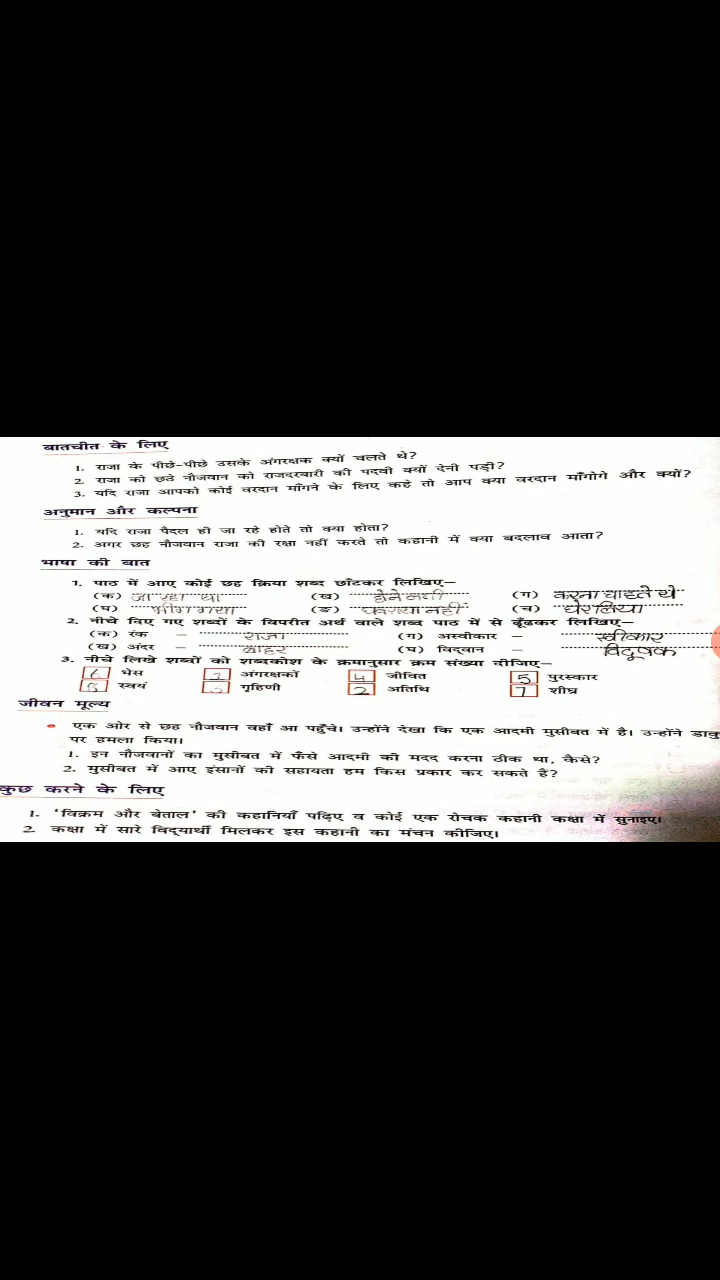 बातचीत के लिए
1. राजा के पीछे-पीछे उसके अंगरक्षक क्यों चलते थे?
2. राजा को छठे नौजवान को राजदरबारी की पदवी क्यों देनी पड़ी?
3. यदि राजा आपको कोई वरदान माँगने के लिए कहे तो आप क्या वरदान माँगोगे और क्यों?
अनुमान और कल्पना
1. यदि राजा पैदल ही जा रहे होते तो क्या होता?
2. अगर छह नौजवान राजा की रक्षा नहीं करते तो कहानी में क्या बदलाव आता?
भाषा की बात
1. पाठ में आए कोई छह क्रिया शब्द छाँटकर लिखिए–
(क) जा रहा था (ख) होने लगी (ग) करना चाहते थे
(घ) (ङ) (च) घेर लिया
2. नीचे दिए गए शब्दों के विपरीत अर्थ वाले शब्द पाठ में से ढूँढकर लिखिए–
(क) रंक – राजा (ग) अस्वीकार – स्वीकार
(ख) अंदर – बाहर (घ) विद्वान – विदूषक
3. नीचे लिखे शब्दों को शब्दकोश के क्रमानुसार क्रम संख्या दीजिए–
6 भेस 1 अंगरक्षकों 4 जीवित 5 पुरस्कार
8 स्वयं 3 गृहिणी 2 अतिथि 7 शीघ्र
जीवन मूल्य
• एक ओर से छह नौजवान वहाँ आ पहुँचे। उन्होंने देखा कि एक आदमी मुसीबत में है। उन्होंने
पर हमला किया।
1. इन नौजवानों का मुसीबत में फँसे आदमी की मदद करना ठीक था, कैसे?
2. मुसीबत में आए इंसानों की सहायता हम किस प्रकार कर सकते हैं?
कुछ करने के लिए
1. 'विक्रम और बेताल' की कहानियाँ पढ़िए व कोई एक रोचक कहानी कक्षा में सुनाइए।
2. कक्षा में सारे विद्यार्थी मिलकर इस कहानी का मंचन कीजिए।